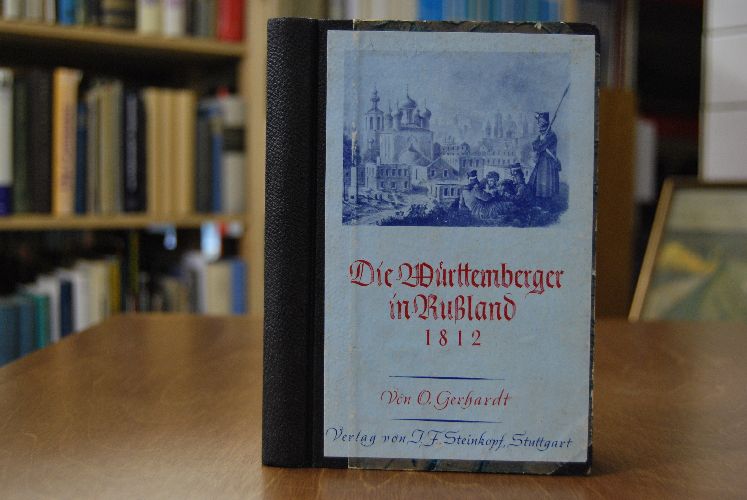 Die Württemberger
in Rußland
1812
Von O. Gerhardt
Verlag von J. F. Steinkopf, Stuttgart